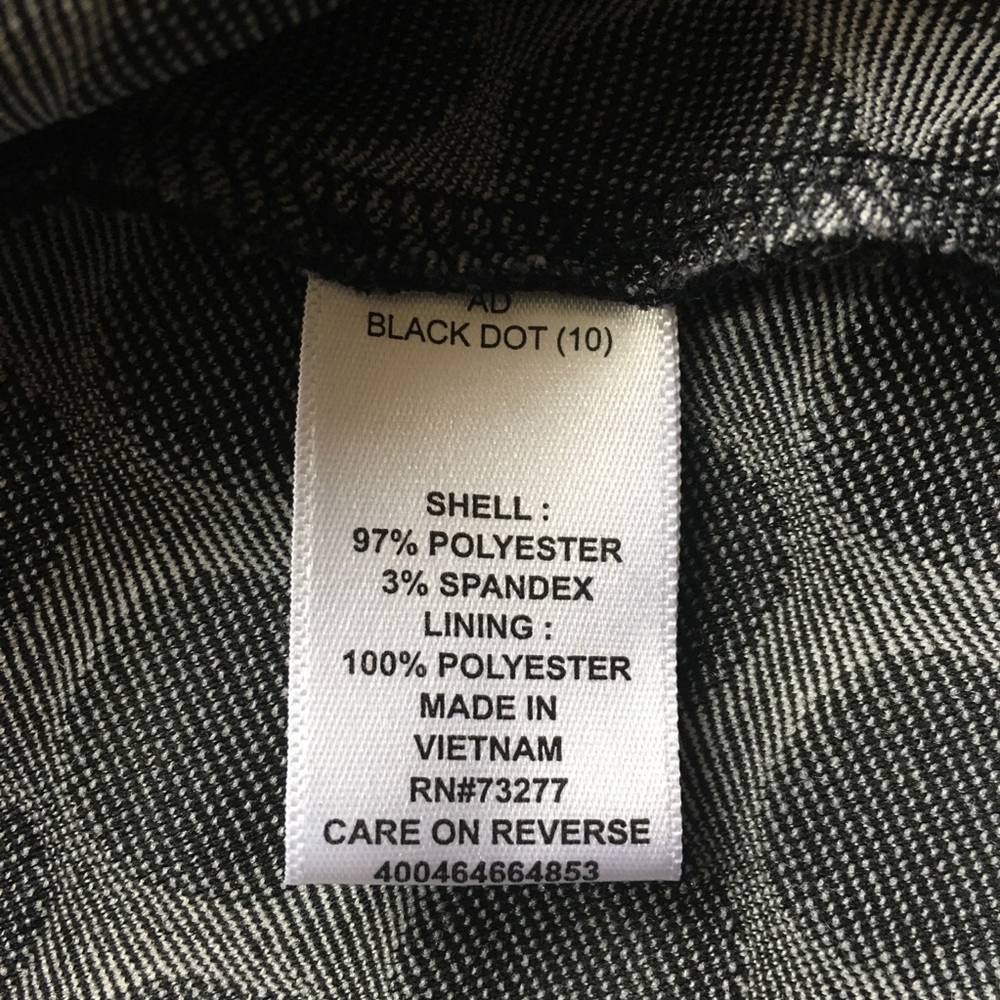 AD
BLACK DOT (10)
SHELL :
97% POLYESTER
3% SPANDEX
LINING :
100% POLYESTER
MADE IN
VIETNAM
RN#73277
CARE ON REVERSE
400464664853